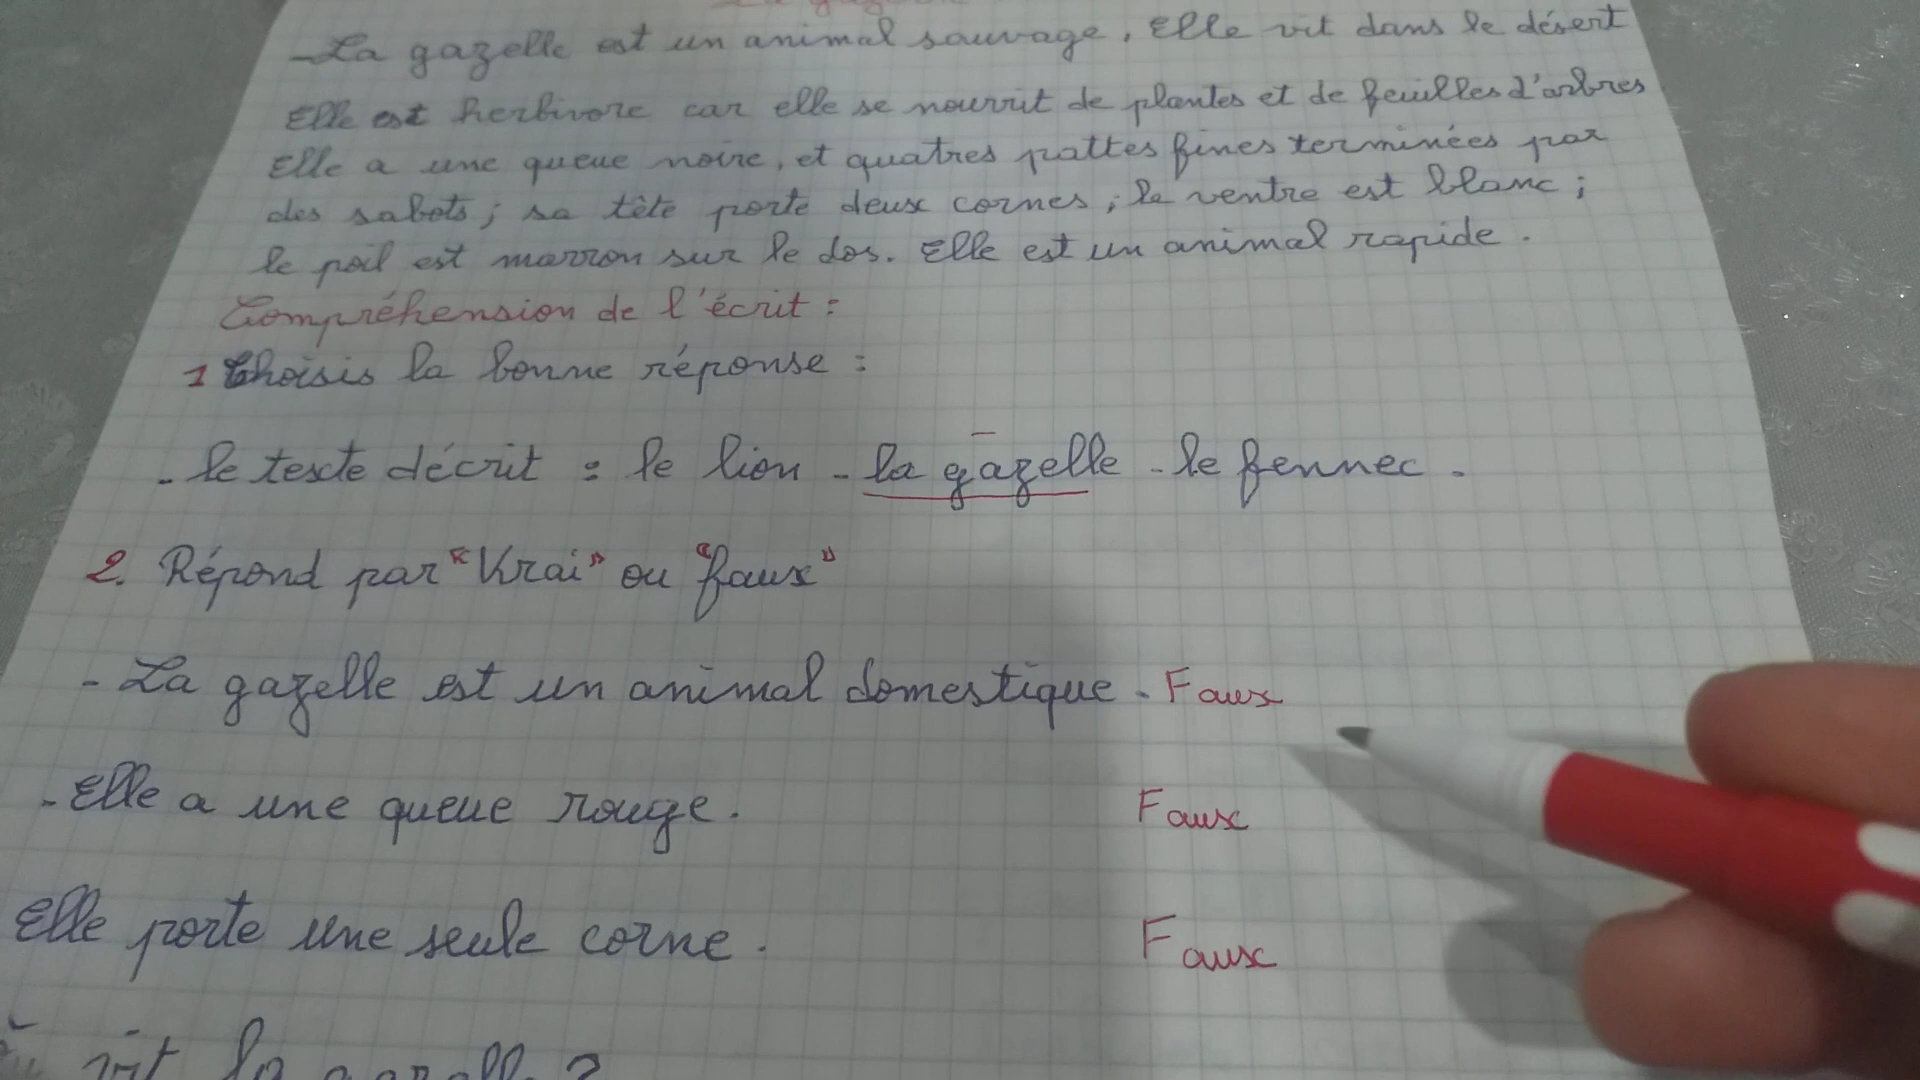 La gazelle
- La gazelle est un animal sauvage. Elle vit dans le désert
Elle est herbivore car elle se nourrit de plantes et de feuilles d'arbres
Elle a une queue noire, et quatres pattes fines terminées par
des sabots ; sa tête porte deux cornes ; le ventre est blanc ;
le poil est marron sur le dos. Elle est un animal rapide.
Compréhension de l'écrit :
1 Choisis la bonne réponse :
- le texte décrit : le lion - la gazelle - le fennec.
2. Répond par "Vrai" ou "faux"
- La gazelle est un animal domestique. Faux
- Elle a une queue rouge. Faux
Elle porte une seule corne. Faux
vit la gazelle ?